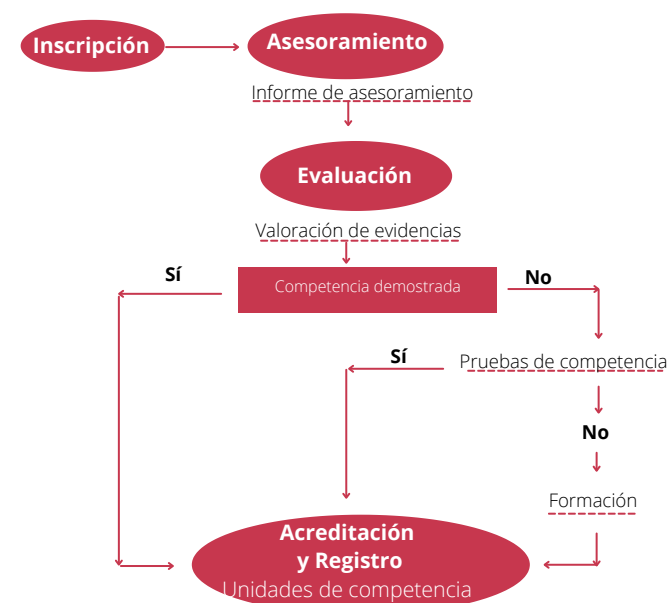 Inscripción
Asesoramiento
Informe de asesoramiento
Evaluación
Valoración de evidencias
Sí
Competencia demostrada
No
Sí
Pruebas de competencia
No
Formación
Acreditación
y Registro
Unidades de competencia